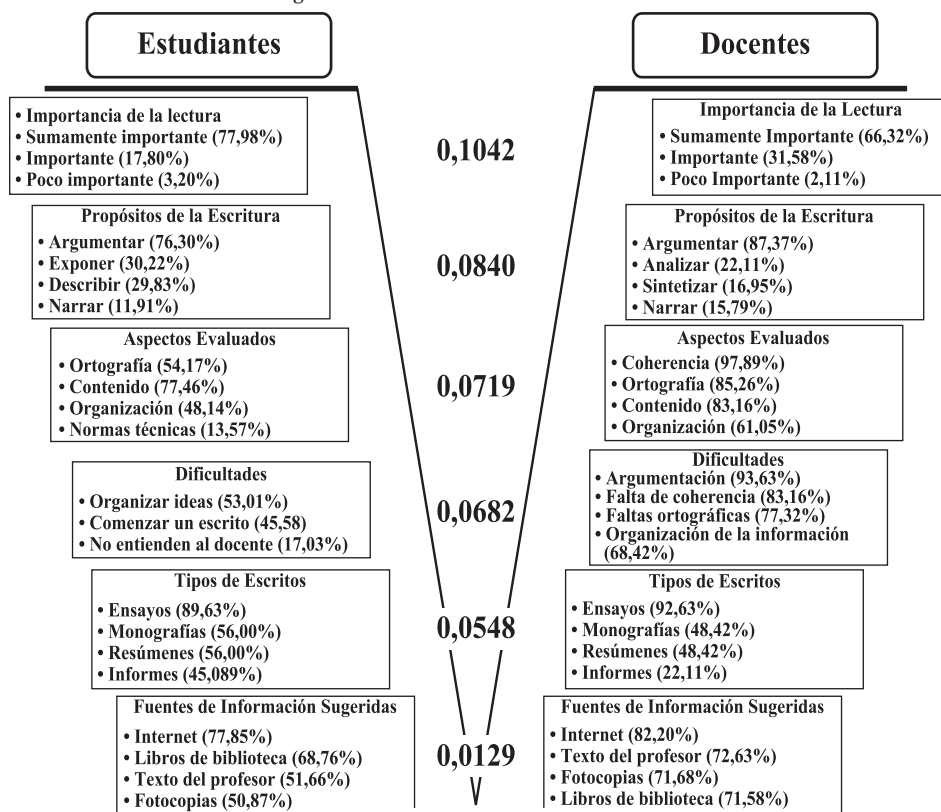 Estudiantes
Docentes
• Importancia de la lectura
• Sumamente importante (77,98%)
• Importante (17,80%)
• Poco importante (3,20%)
0,1042
Importancia de la Lectura
• Sumamente Importante (66,32%)
• Importante (31,58%)
• Poco Importante (2,11%)
Propósitos de la Escritura
• Argumentar (76,30%)
• Exponer (30,22%)
• Describir (29,83%)
• Narrar (11,91%)
0,0840
Propósitos de la Escritura
• Argumentar (87,37%)
• Analizar (22,11%)
• Sintetizar (16,95%)
• Narrar (15,79%)
Aspectos Evaluados
• Ortografía (54,17%)
• Contenido (77,46%)
• Organización (48,14%)
• Normas técnicas (13,57%)
0,0719
Aspectos Evaluados
• Coherencia (97,89%)
• Ortografía (85,26%)
• Contenido (83,16%)
• Organización (61,05%)
Dificultades
• Organizar ideas (53,01%)
• Comenzar un escrito (45,58)
• No entienden al docente (17,03%)
0,0682
Dificultades
• Argumentación (93,63%)
• Falta de coherencia (83,16%)
• Faltas ortográficas (77,32%)
• Organización de la información
(68,42%)
Tipos de Escritos
• Ensayos (89,63%)
• Monografías (56,00%)
• Resúmenes (56,00%)
• Informes (45,089%)
0,0548
Tipos de Escritos
• Ensayos (92,63%)
• Monografías (48,42%)
• Resúmenes (48,42%)
• Informes (22,11%)
Fuentes de Información Sugeridas
• Internet (77,85%)
• Libros de biblioteca (68,76%)
• Texto del profesor (51,66%)
• Fotocopias (50,87%)
0,0129
Fuentes de Información Sugeridas
• Internet (82,20%)
• Texto del profesor (72,63%)
• Fotocopias (71,68%)
• Libros de biblioteca (71,58%)